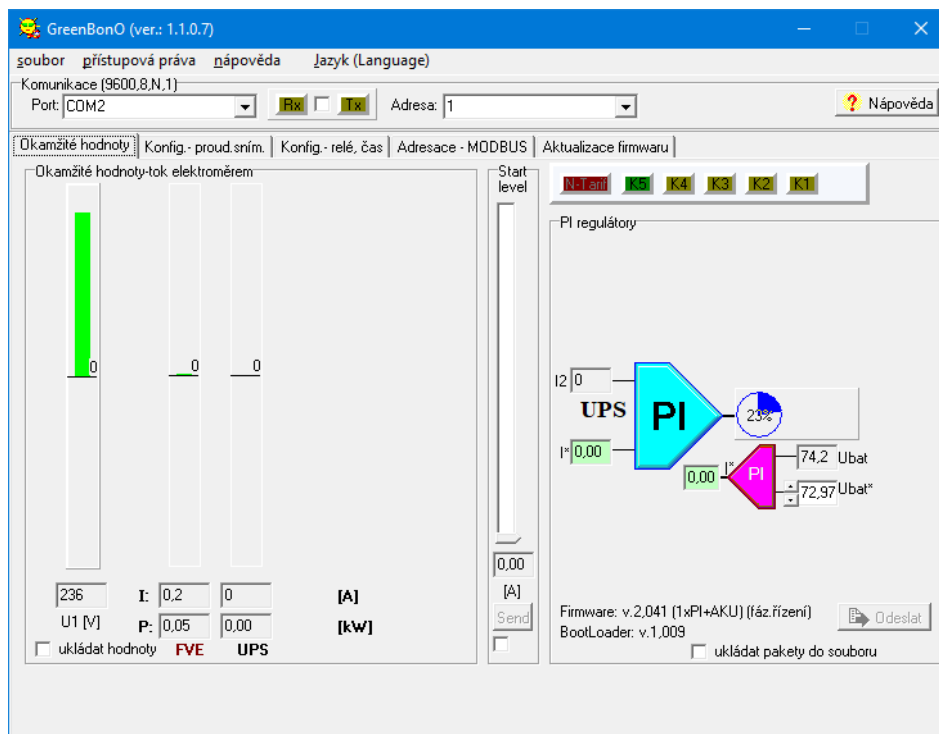 GreenBonO (ver.: 1.1.0.7)
soubor přístupová práva nápověda Jazyk (Language)
Komunikace (9600,8,N,1)
Port: COM2 Rx Tx Adresa: 1 ? Nápověda
Okamžité hodnoty Konfig.- proud.sním. Konfig.- relé, čas Adresace - MODBUS Aktualizace firmwaru
Okamžité hodnoty-tok elektroměrem
Start
level
N-Tarif K5 K4 K3 K2 K1
PI regulátory
0 0 0
I2 0
UPS PI 23%
I* 0,00
0,00 I* PI 74,2 Ubat
72,97 Ubat*
0,00
[A]
Send
236 I: 0,2 0 [A]
U1 [V] P: 0,05 0,00 [kW]
ukládat hodnoty FVE UPS
Firmware: v.2,041 (1xPI+AKU) (fáz.řízení)
BootLoader: v.1,009
Odeslat
ukládat pakety do souboru